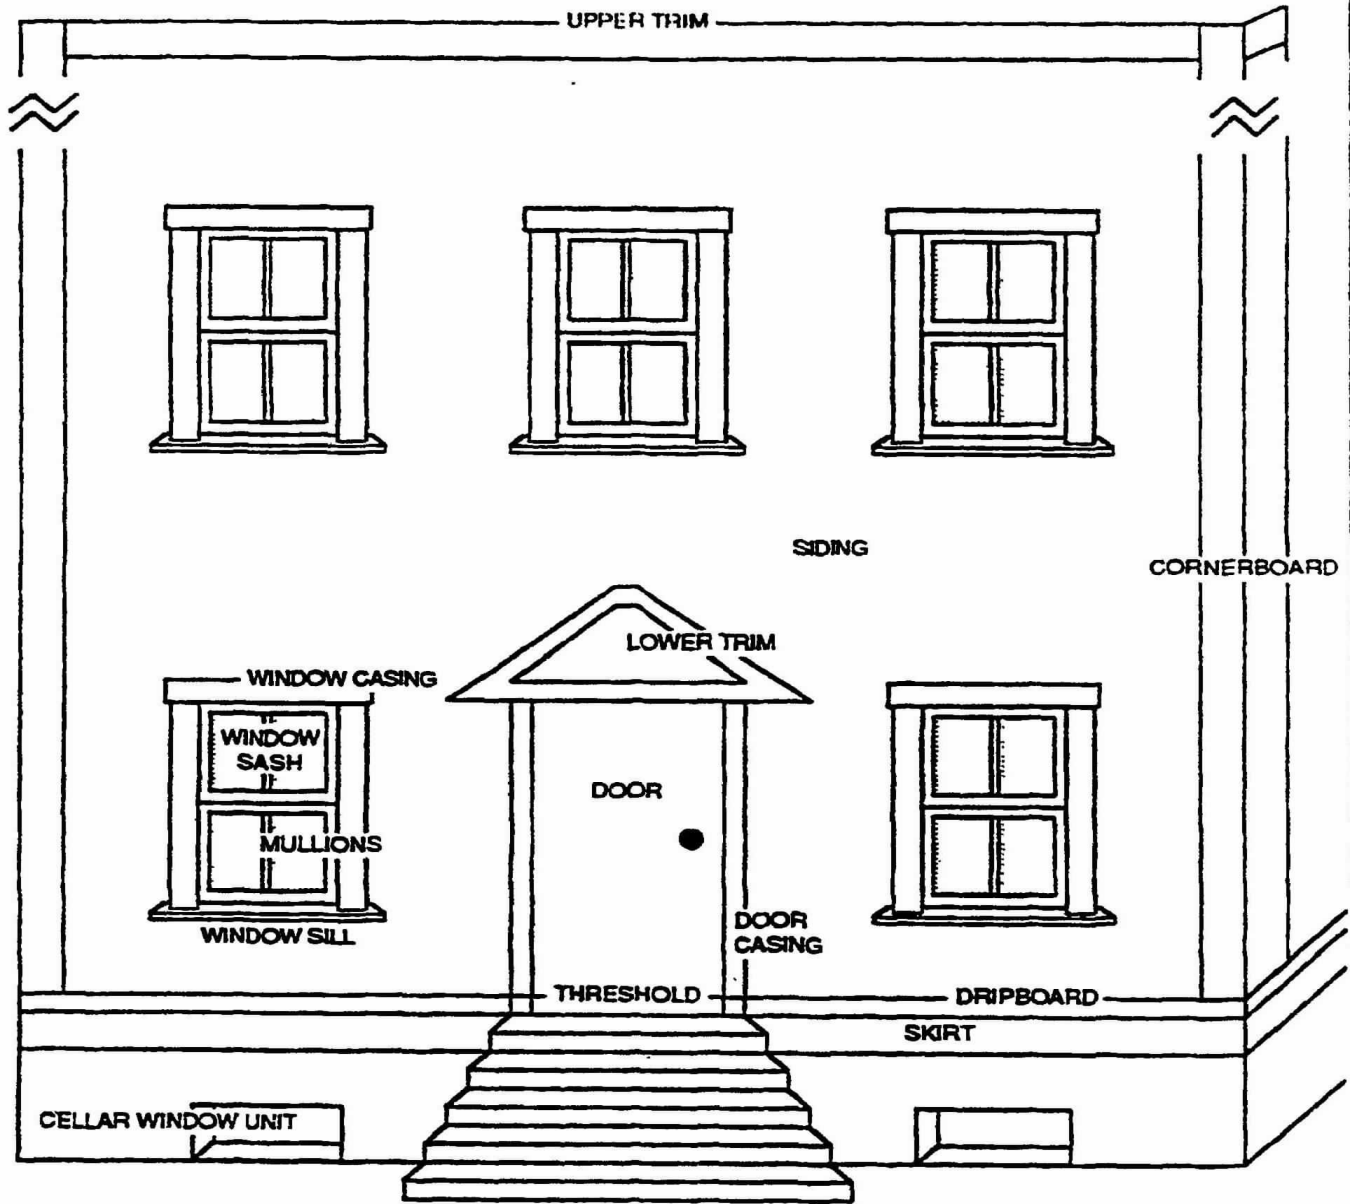 UPPER TRIM
SIDING
CORNERBOARD
LOWER TRIM
WINDOW CASING
WINDOW
SASH
DOOR
MULLIONS
DOOR
CASING
WINDOW SILL
THRESHOLD
DRIPBOARD
SKIRT
CELLAR WINDOW UNIT